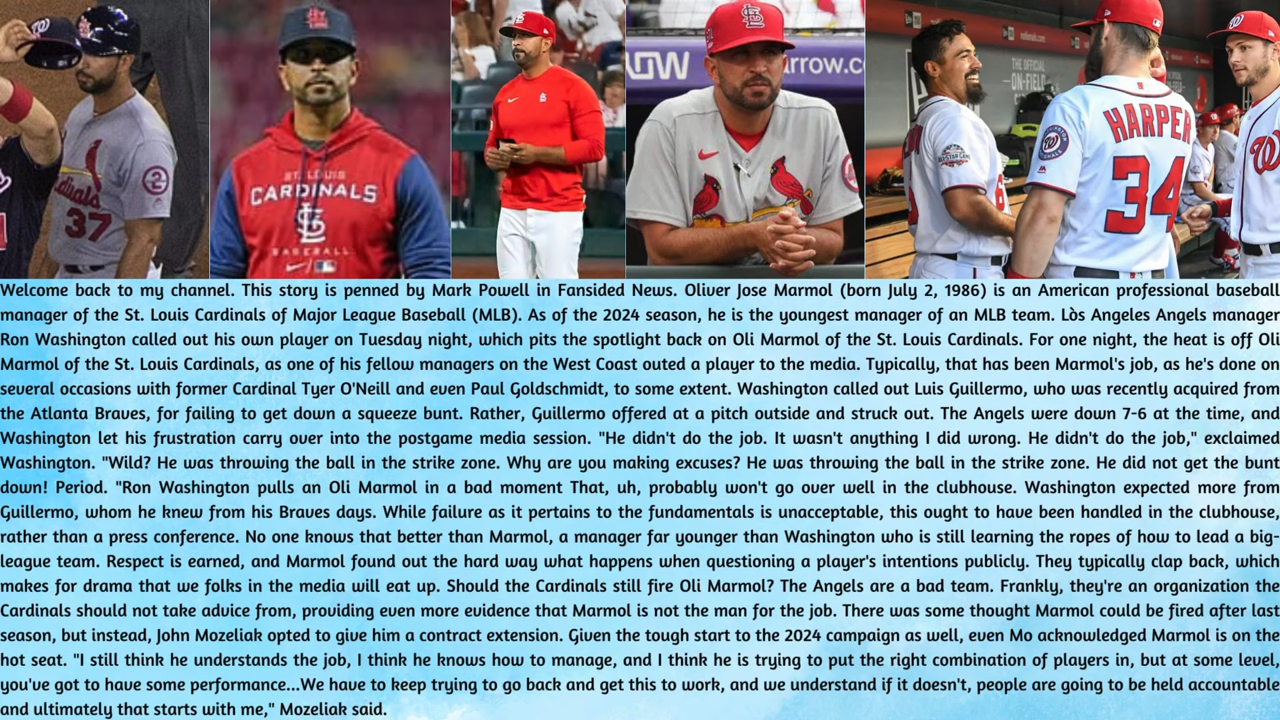 Cardinals
37
2
ST. LOUIS
CARDINALS
STL
BASEBALL
STL
AW
rrow.c
THE OFFICIAL
ON-FIELD
HARPER
34
W
Welcome back to my channel. This story is penned by Mark Powell in Fansided News. Oliver Jose Marmol (born July 2, 1986) is an American professional baseball
manager of the St. Louis Cardinals of Major League Baseball (MLB). As of the 2024 season, he is the youngest manager of an MLB team. Lòs Angeles Angels manager
Ron Washington called out his own player on Tuesday night, which pits the spotlight back on Oli Marmol of the St. Louis Cardinals. For one night, the heat is off Oli
Marmol of the St. Louis Cardinals, as one of his fellow managers on the West Coast outed a player to the media. Typically, that has been Marmol's job, as he's done on
several occasions with former Cardinal Tyer O'Neill and even Paul Goldschmidt, to some extent. Washington called out Luis Guillermo, who was recently acquired from
the Atlanta Braves, for failing to get down a squeeze bunt. Rather, Guillermo offered at a pitch outside and struck out. The Angels were down 7-6 at the time, and
Washington let his frustration carry over into the postgame media session. "He didn't do the job. It wasn't anything I did wrong. He didn't do the job," exclaimed
Washington. "Wild? He was throwing the ball in the strike zone. Why are you making excuses? He was throwing the ball in the strike zone. He did not get the bunt
down! Period. "Ron Washington pulls an Oli Marmol in a bad moment That, uh, probably won't go over well in the clubhouse. Washington expected more from
Guillermo, whom he knew from his Braves days. While failure as it pertains to the fundamentals is unacceptable, this ought to have been handled in the clubhouse,
rather than a press conference. No one knows that better than Marmol, a manager far younger than Washington who is still learning the ropes of how to lead a big-
league team. Respect is earned, and Marmol found out the hard way what happens when questioning a player's intentions publicly. They typically clap back, which
makes for drama that we folks in the media will eat up. Should the Cardinals still fire Oli Marmol? The Angels are a bad team. Frankly, they're an organization the
Cardinals should not take advice from, providing even more evidence that Marmol is not the man for the job. There was some thought Marmol could be fired after last
season, but instead, John Mozeliak opted to give him a contract extension. Given the tough start to the 2024 campaign as well, even Mo acknowledged Marmol is on the
hot seat. "I still think he understands the job, I think he knows how to manage, and I think he is trying to put the right combination of players in, but at some level,
you've got to have some performance...We have to keep trying to go back and get this to work, and we understand if it doesn't, people are going to be held accountable
and ultimately that starts with me," Mozeliak said.